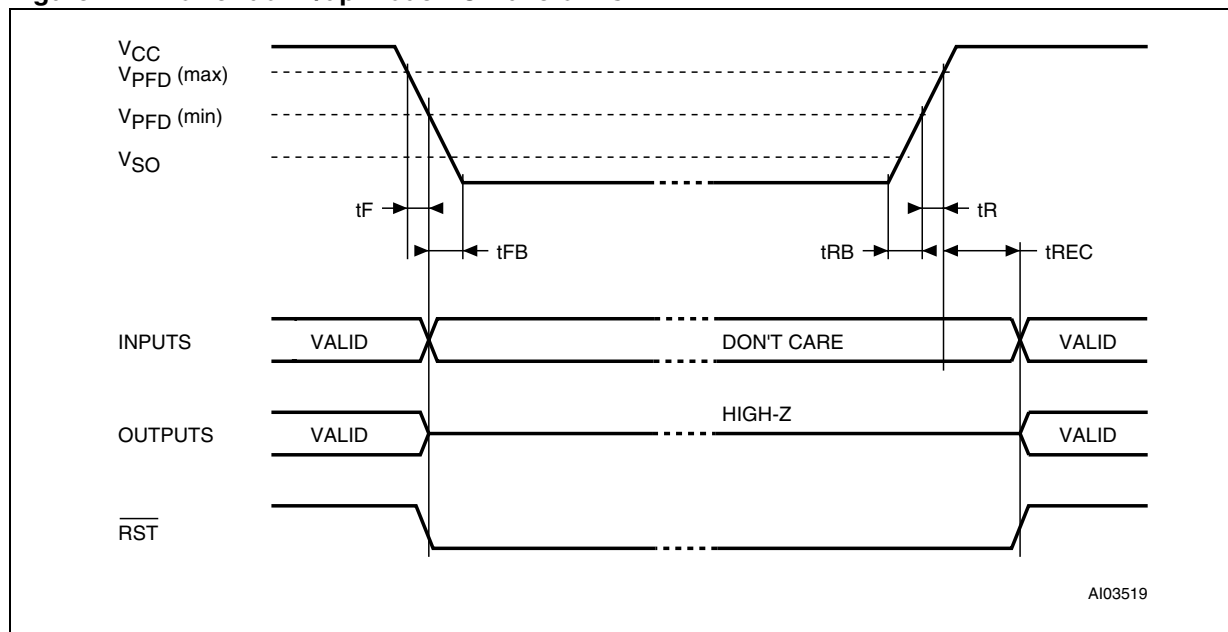 VCC
VPFD (max)
VPFD (min)
VSO
tF
tR
tFB
tRB
tREC
INPUTS
VALID
DON'T CARE
VALID
HIGH-Z
OUTPUTS
VALID
VALID
RST
AI03519